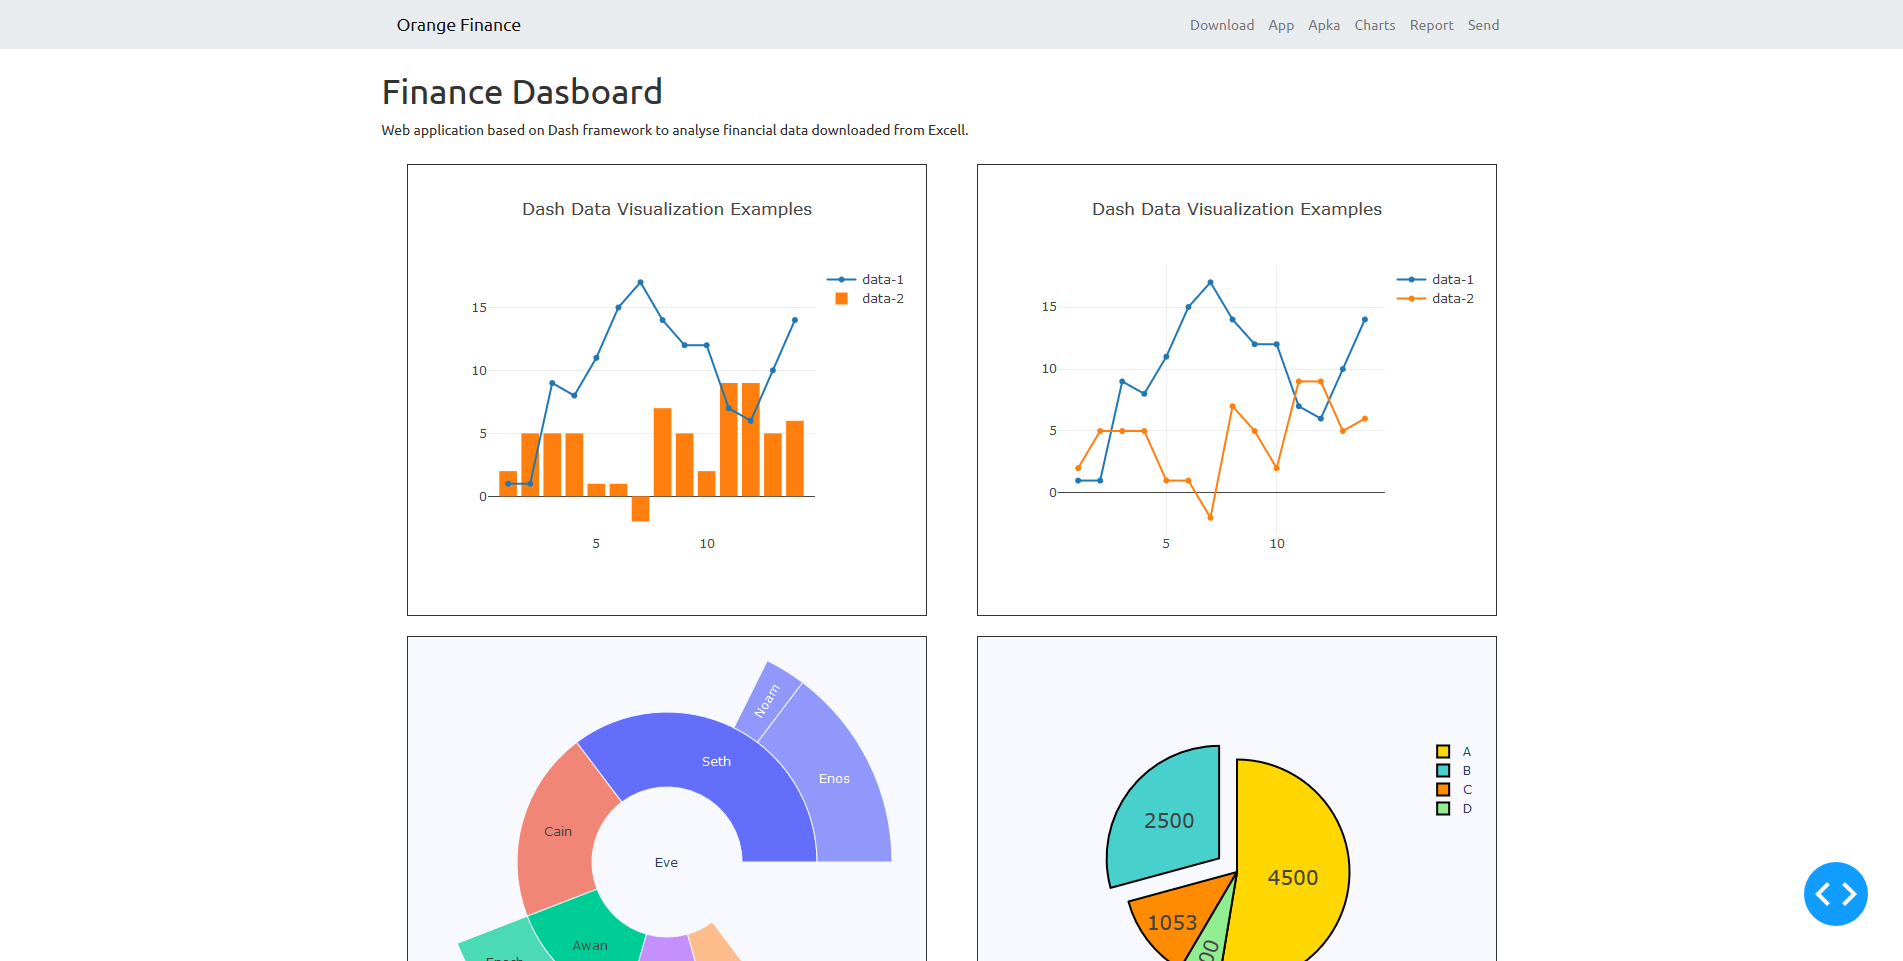 Orange Finance
Download App Apka Charts Report Send
Finance Dasboard
Web application based on Dash framework to analyse financial data downloaded from Excell.
Dash Data Visualization Examples
data-1
data-2
15
10
5
0
5 10
Dash Data Visualization Examples
data-1
data-2
15
10
5
0
5 10
Noam
Seth
Enos
Cain
Eve
Awan
A
B
C
D
2500
4500
1053